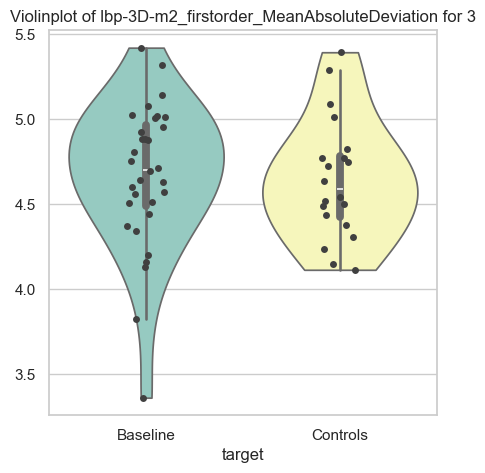 Violinplot of lbp-3D-m2_firstorder_MeanAbsoluteDeviation for 3
5.5
5.0
4.5
4.0
3.5
Baseline
Controls
target